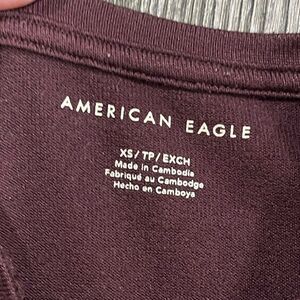 AMERICAN EAGLE
XS/TP/EXCH
Made in Cambodia
Fabriqué au Cambodge
Hecho en Camboya